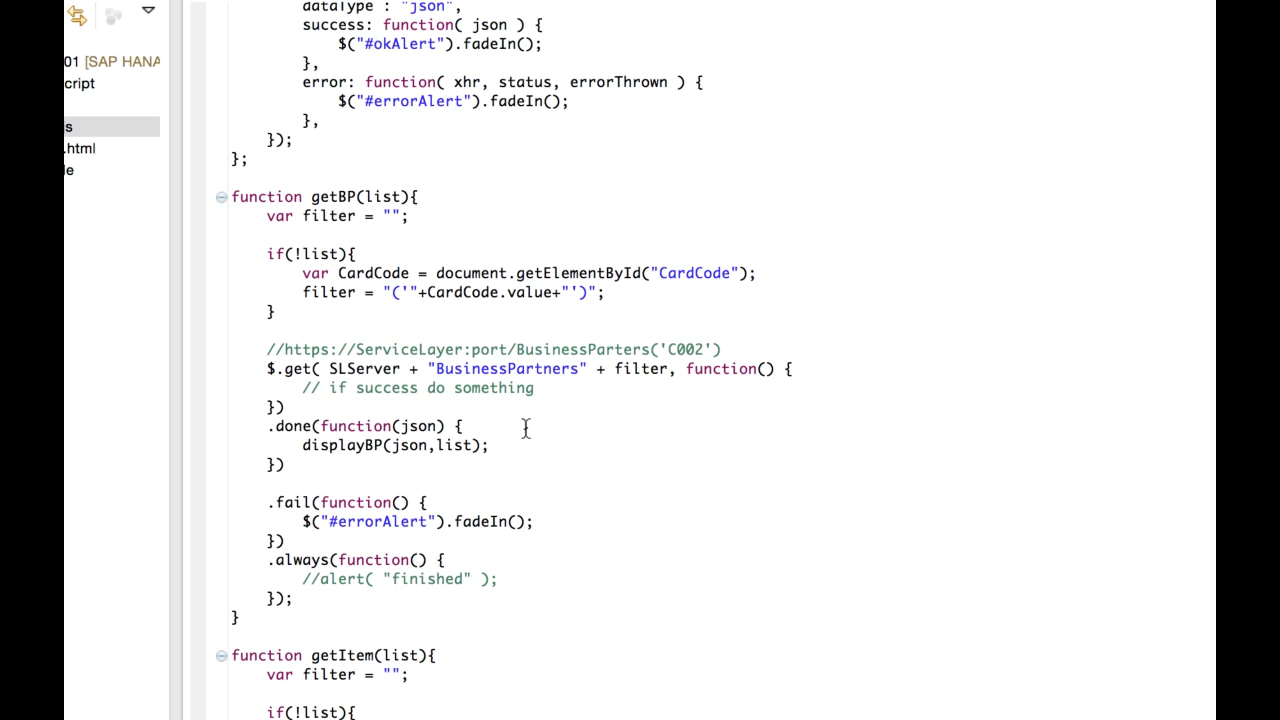 01 [SAP HANA
cript
s
.html
le
dataType : "json",
success: function( json ) {
$("#okAlert").fadeIn();
},
error: function( xhr, status, errorThrown ) {
$("#errorAlert").fadeIn();
},
});
};
function getBP(list){
var filter = "";
if(!list){
var CardCode = document.getElementById("CardCode");
filter = "('"+CardCode.value+"')";
}
//https://ServiceLayer:port/BusinessParters('C002')
$.get( SLServer + "BusinessPartners" + filter, function() {
// if success do something
})
.done(function(json) {
displayBP(json,list);
})
.fail(function() {
$("#errorAlert").fadeIn();
})
.always(function() {
//alert( "finished" );
});
}
function getItem(list){
var filter = "";
if(!list){